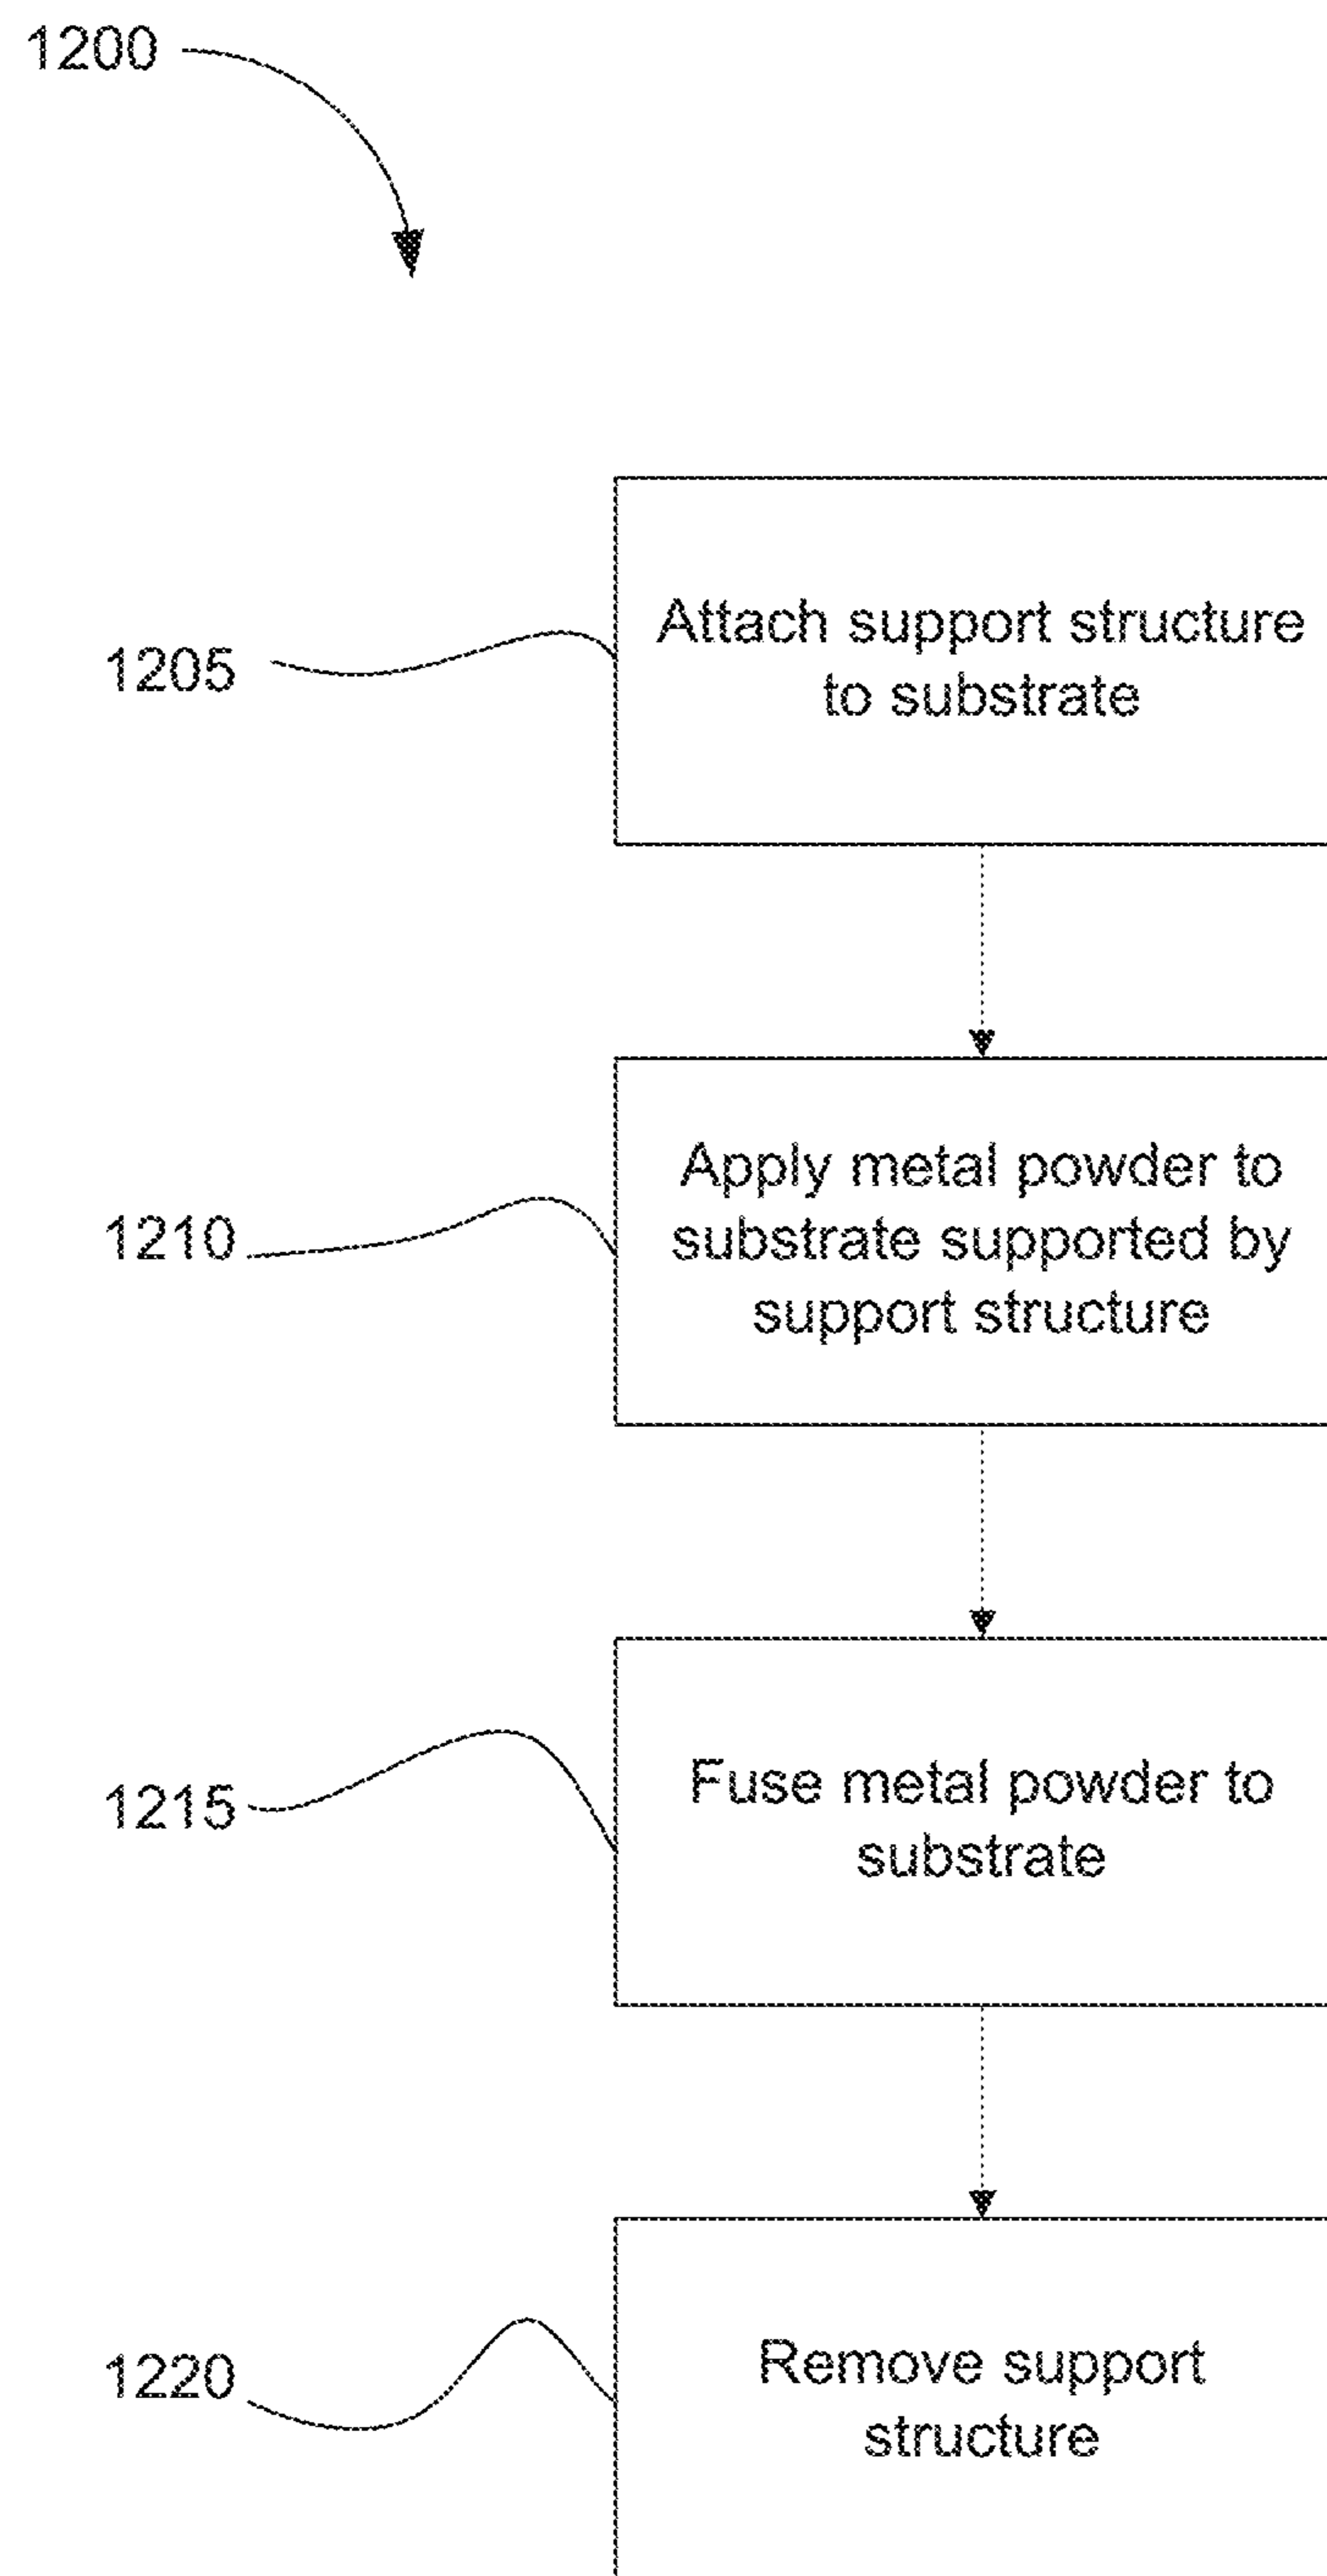 1200
1205
Attach support structure
to substrate
1210
Apply metal powder to
substrate supported by
support structure
1215
Fuse metal powder to
substrate
1220
Remove support
structure